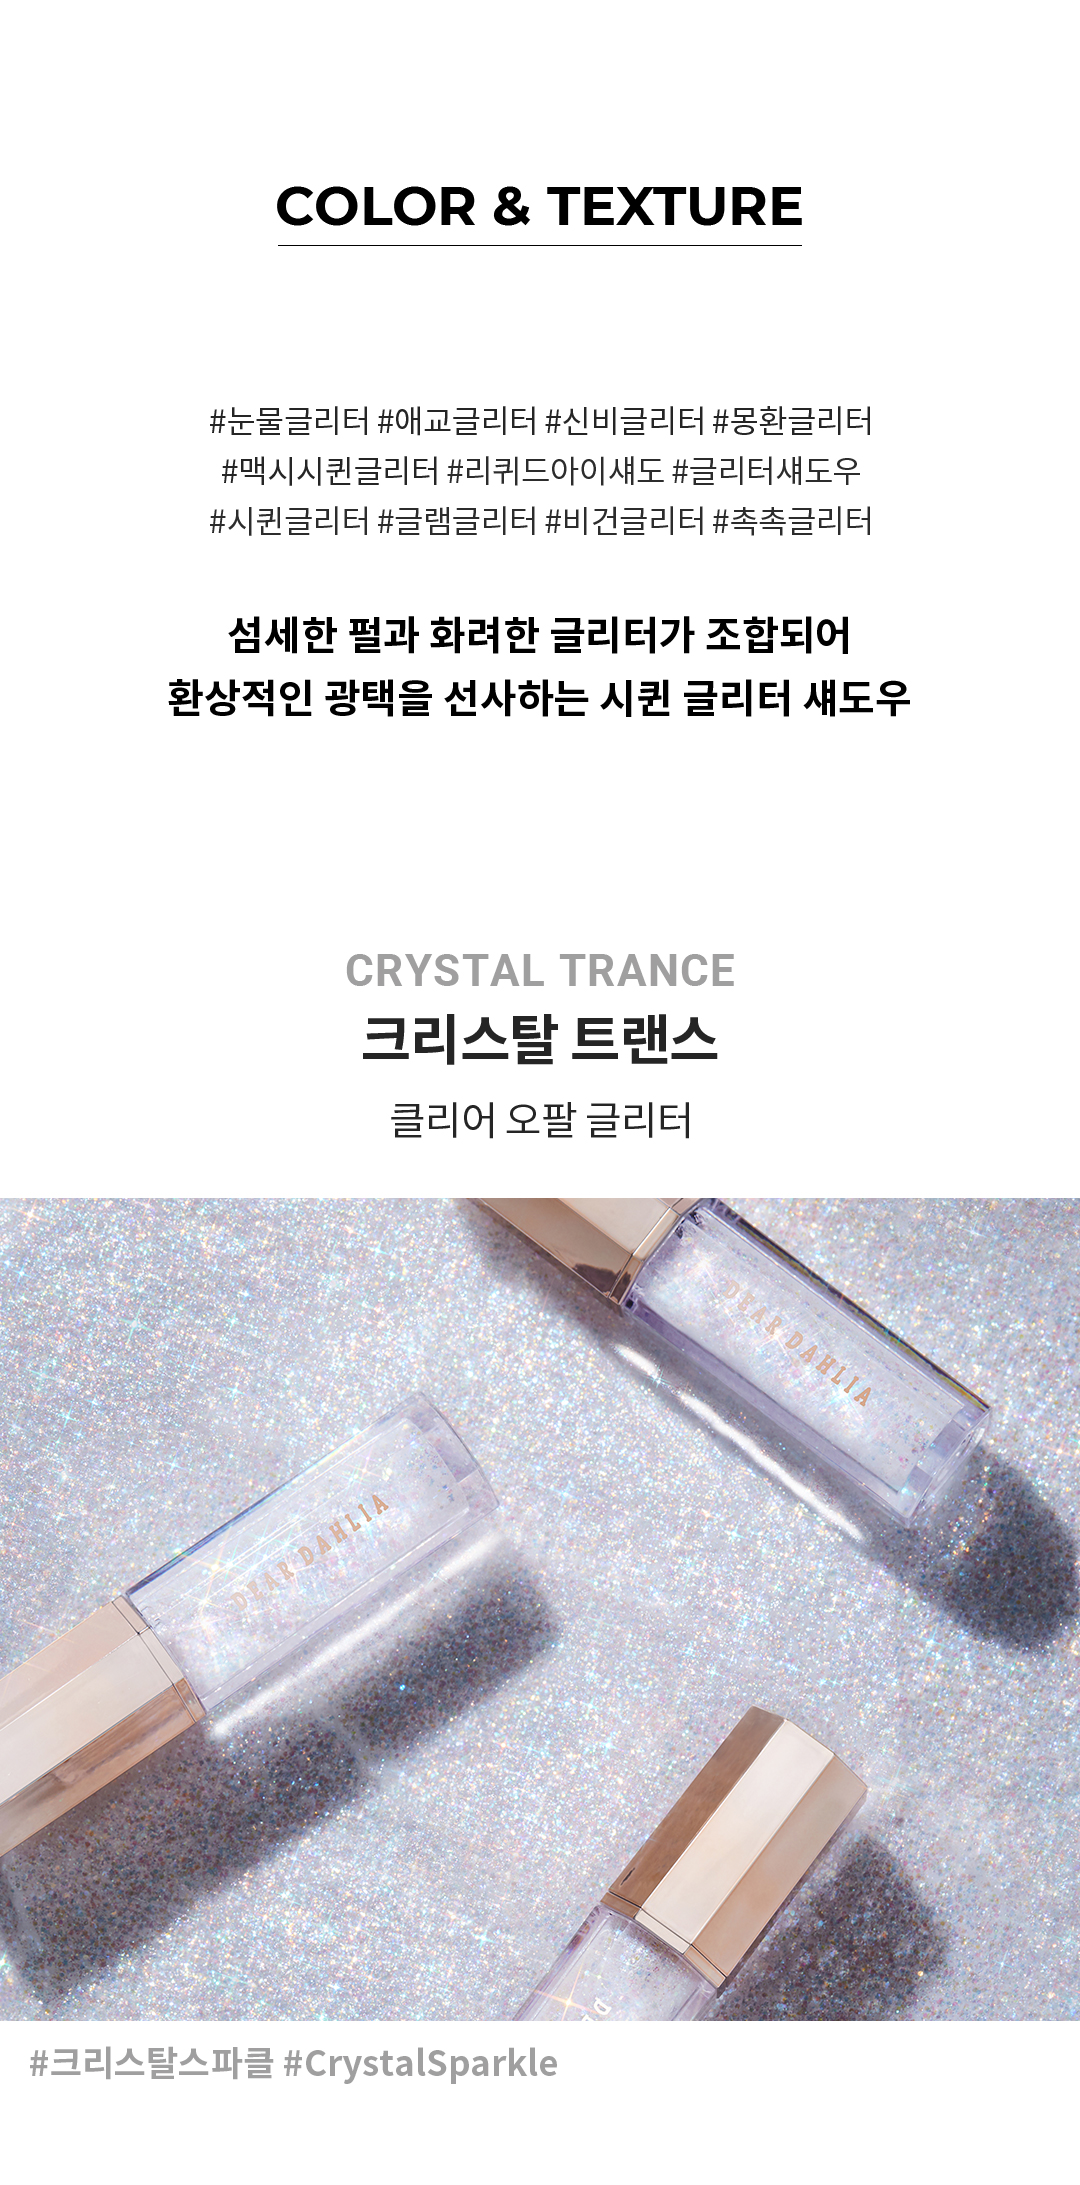 COLOR & TEXTURE
#눈물글리터 #애교글리터 #신비글리터 #몽환글리터
#맥시시퀸글리터 #리퀴드아이섀도 #글리터섀도우
#시퀸글리터 #글램글리터 #비건글리터 #촉촉글리터
섬세한 펄과 화려한 글리터가 조합되어
환상적인 광택을 선사하는 시퀸 글리터 섀도우
CRYSTAL TRANCE
크리스탈 트랜스
클리어 오팔 글리터
DEAR DAHLIA
DEAR DAHLIA
#크리스탈스파클 #CrystalSparkle